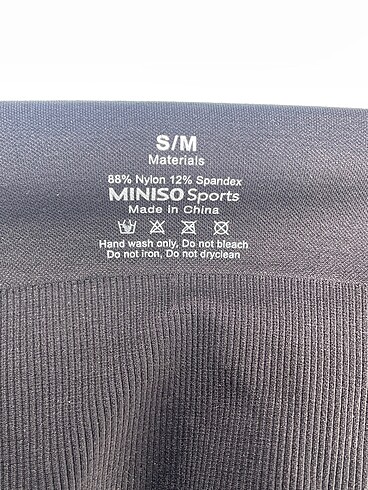 S/M
Materials
88% Nylon 12% Spandex
MINISO Sports
Made in China
Hand wash only, Do not bleach
Do not iron, Do not dryclean